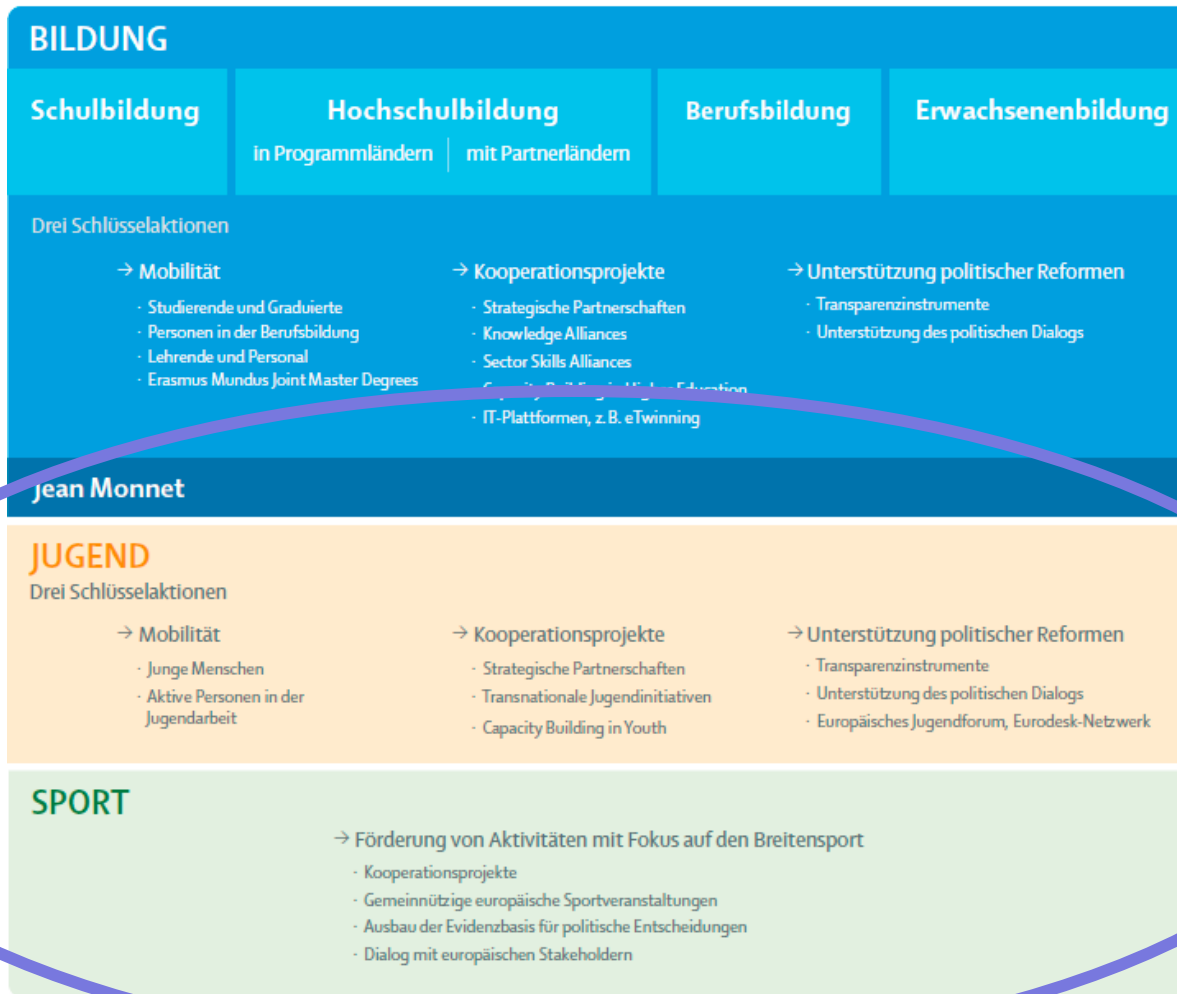 BILDUNG
Schulbildung
Hochschulbildung
in Programmländern | mit Partnerländern
Berufsbildung
Erwachsenenbildung
Drei Schlüsselaktionen
→ Mobilität
· Studierende und Graduierte
· Personen in der Berufsbildung
· Lehrende und Personal
· Erasmus Mundus Joint Master Degrees
→ Kooperationsprojekte
· Strategische Partnerschaften
· Knowledge Alliances
· Sector Skills Alliances
· Capacity Building in Higher Education
· IT-Plattformen, z. B. eTwinning
→ Unterstützung politischer Reformen
· Transparenzinstrumente
· Unterstützung des politischen Dialogs
Jean Monnet
JUGEND
Drei Schlüsselaktionen
→ Mobilität
· Junge Menschen
· Aktive Personen in der
Jugendarbeit
→ Kooperationsprojekte
· Strategische Partnerschaften
· Transnationale Jugendinitiativen
· Capacity Building in Youth
→ Unterstützung politischer Reformen
· Transparenzinstrumente
· Unterstützung des politischen Dialogs
· Europäisches Jugendforum, Eurodesk-Netzwerk
SPORT
→ Förderung von Aktivitäten mit Fokus auf den Breitensport
· Kooperationsprojekte
· Gemeinnützige europäische Sportveranstaltungen
· Ausbau der Evidenzbasis für politische Entscheidungen
· Dialog mit europäischen Stakeholdern